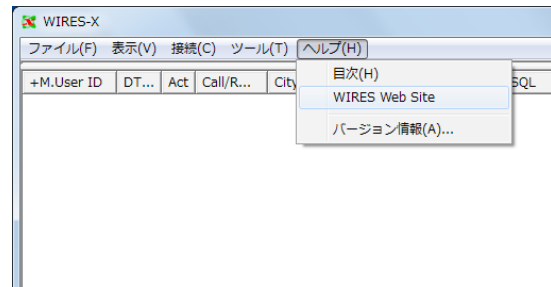 WIRES-X
ファイル(F) 表示(V) 接続(C) ツール(T) ヘルプ(H)
+M.User ID DT... Act Call/R... City SQL
目次(H)
WIRES Web Site
バージョン情報(A)...